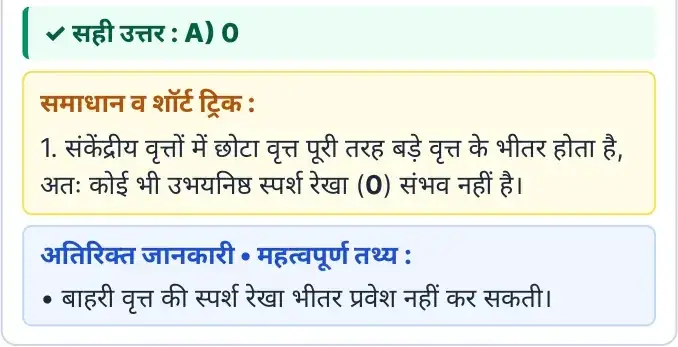 ✓ सही उत्तर : A) 0
समाधान व शॉर्ट ट्रिक :
1. संकेंद्रीय वृत्तों में छोटा वृत्त पूरी तरह बड़े वृत्त के भीतर होता है,
अतः कोई भी उभयनिष्ठ स्पर्श रेखा (0) संभव नहीं है।
अतिरिक्त जानकारी • महत्वपूर्ण तथ्य :
• बाहरी वृत्त की स्पर्श रेखा भीतर प्रवेश नहीं कर सकती।